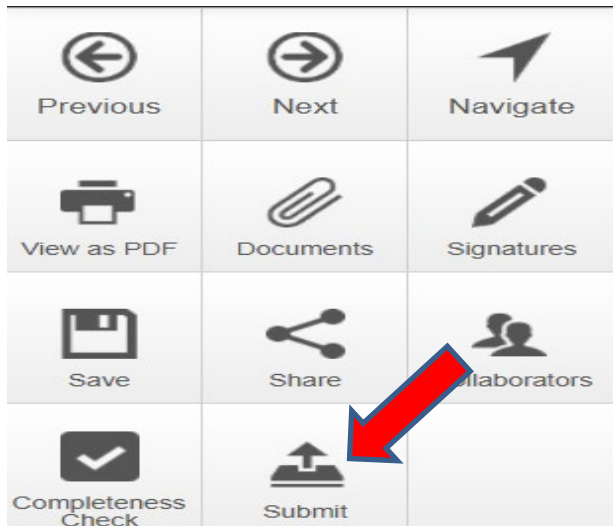 Previous
Next
Navigate
View as PDF
Documents
Signatures
Save
Share
llaborators
Completeness
Check
Submit